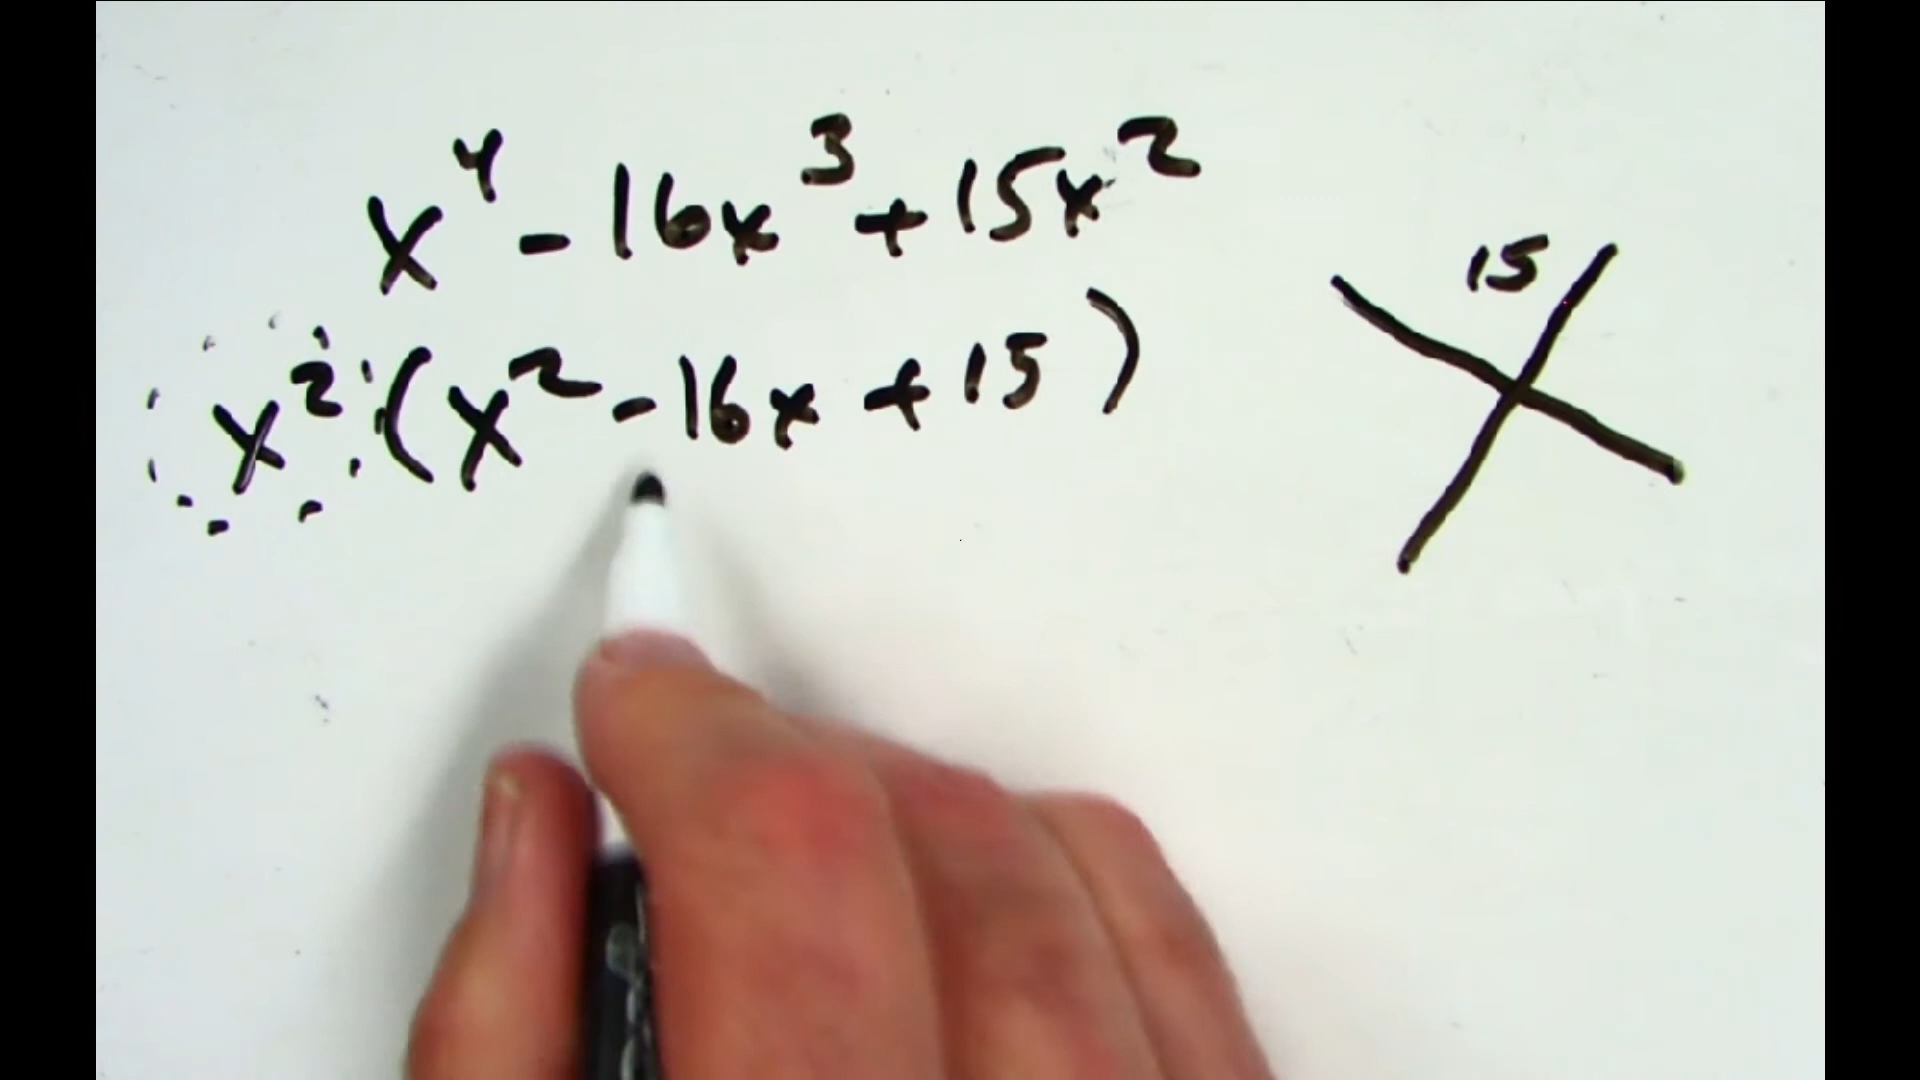 x⁴ - 16x³ + 15x²
x² (x² - 16x + 15)
15